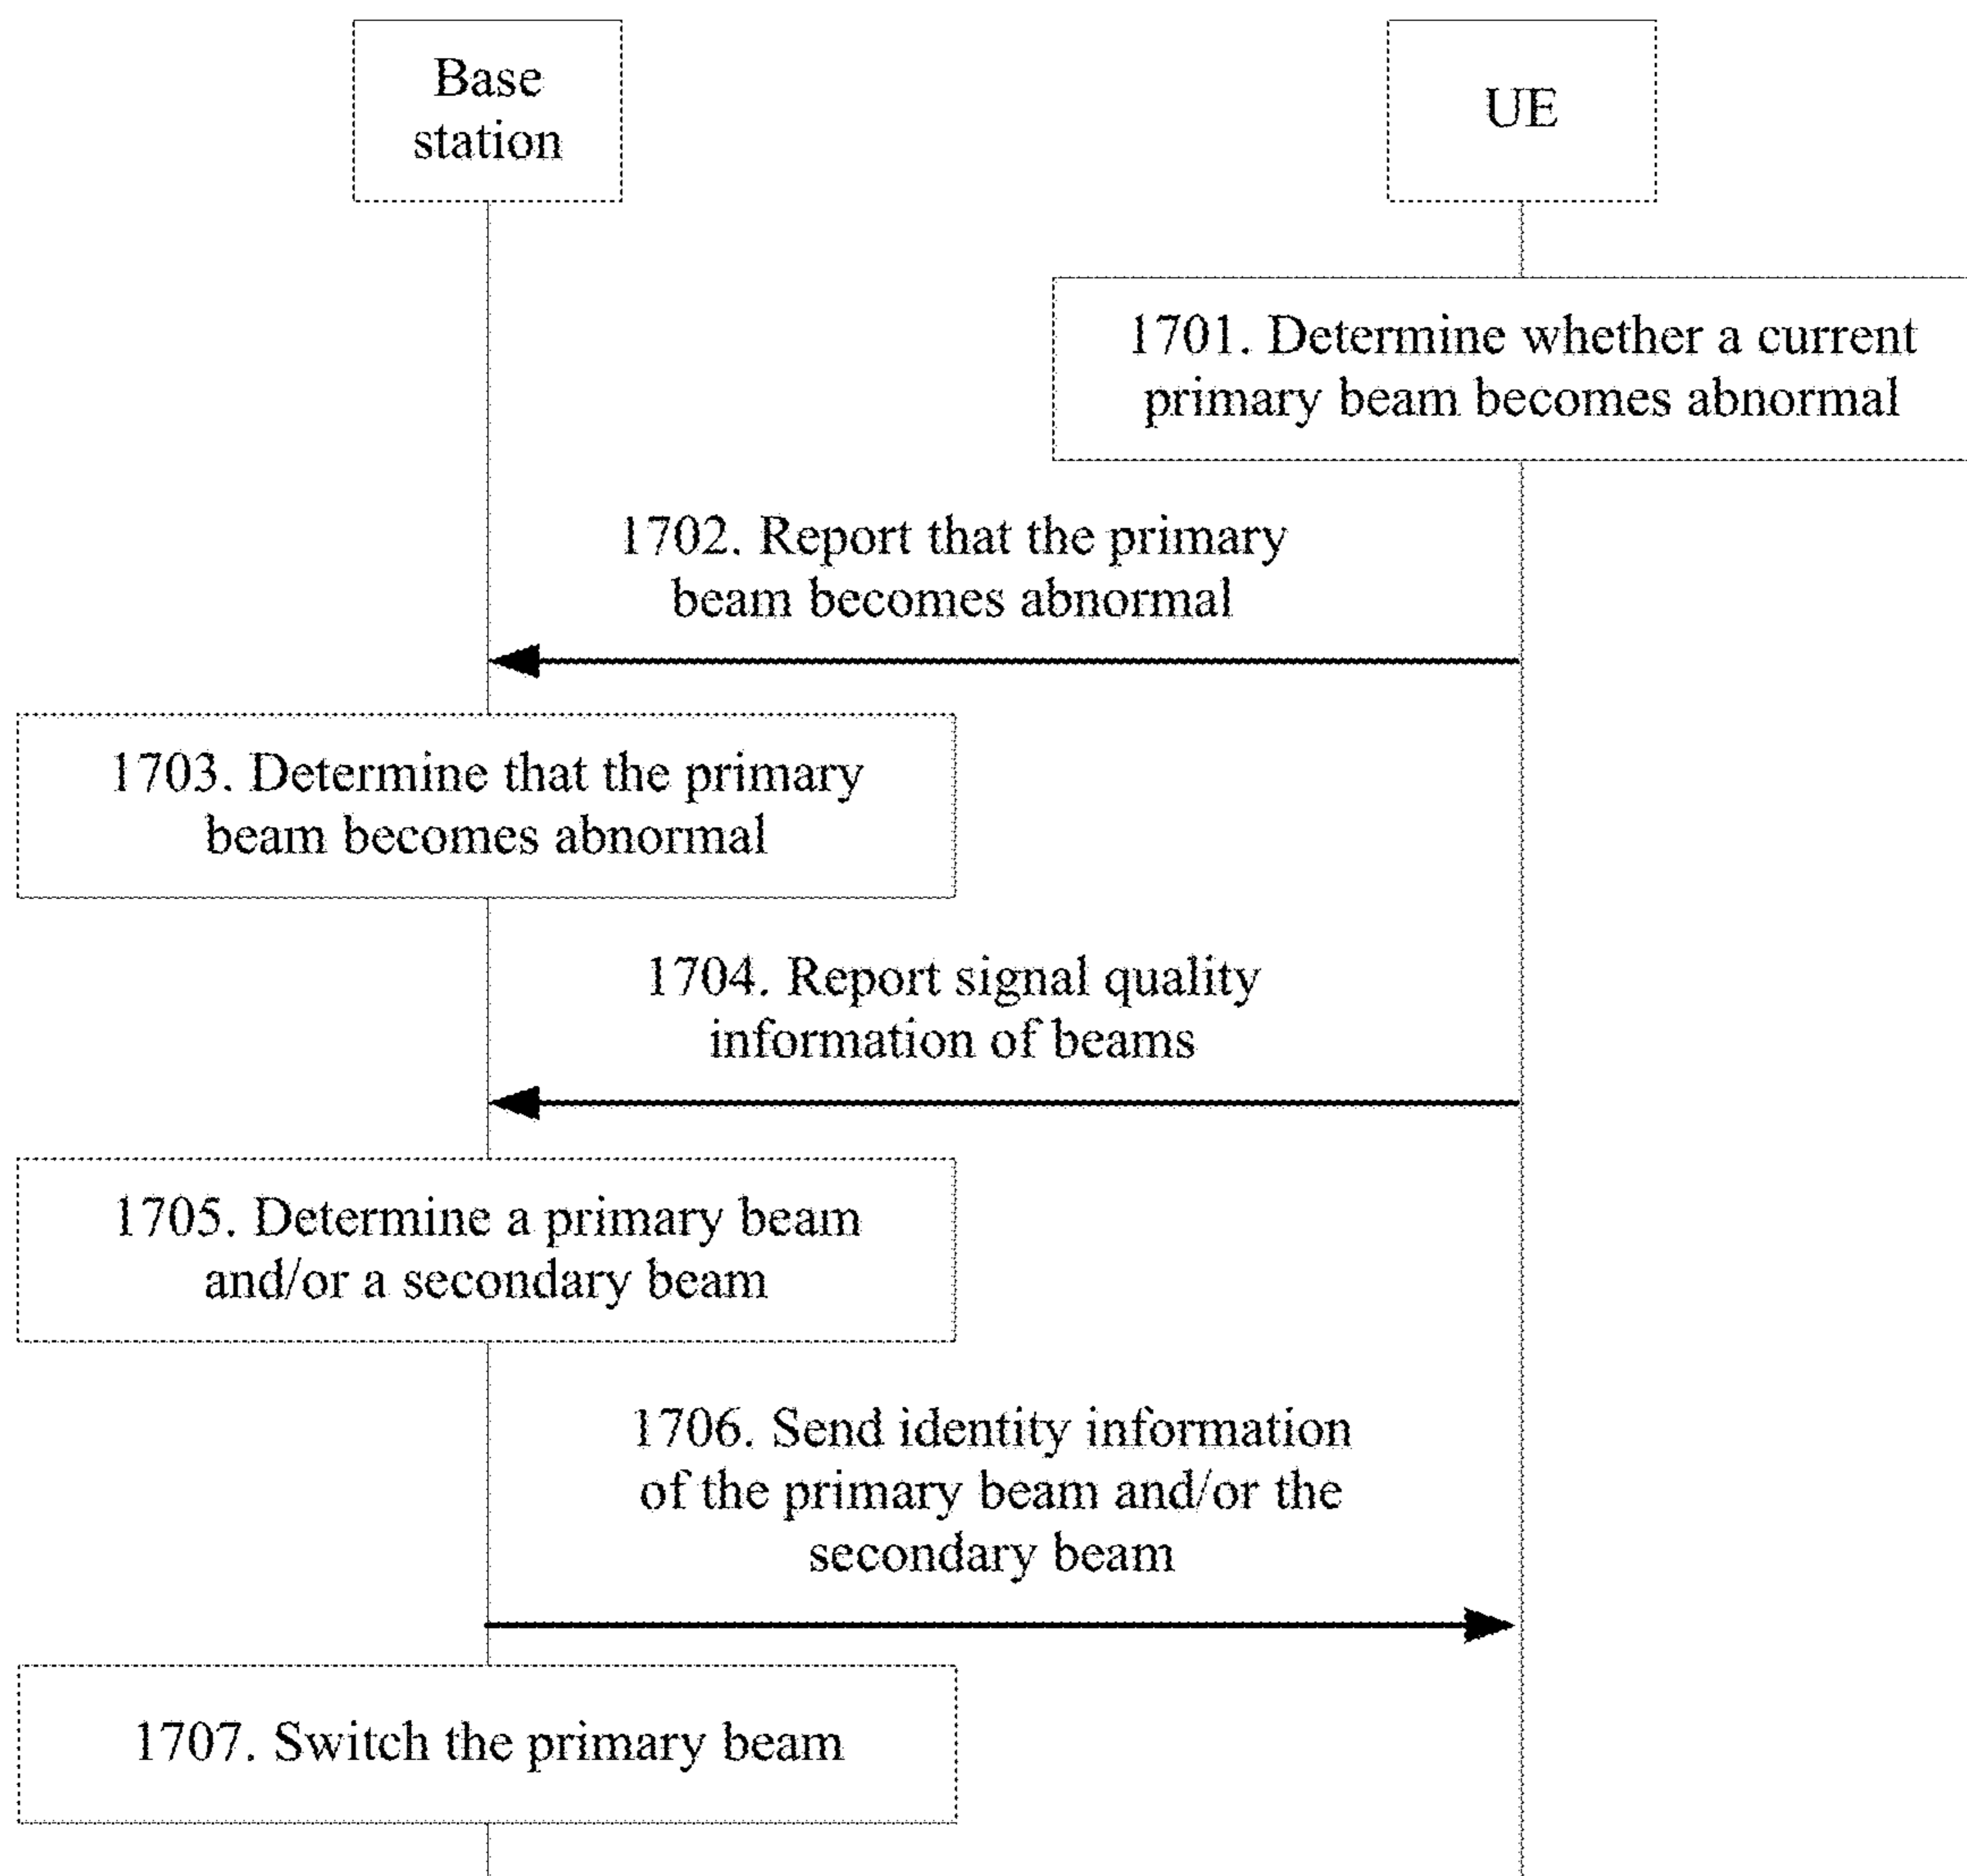 Base
station
UE
1701. Determine whether a current
primary beam becomes abnormal
1702. Report that the primary
beam becomes abnormal
1703. Determine that the primary
beam becomes abnormal
1704. Report signal quality
information of beams
1705. Determine a primary beam
and/or a secondary beam
1706. Send identity information
of the primary beam and/or the
secondary beam
1707. Switch the primary beam